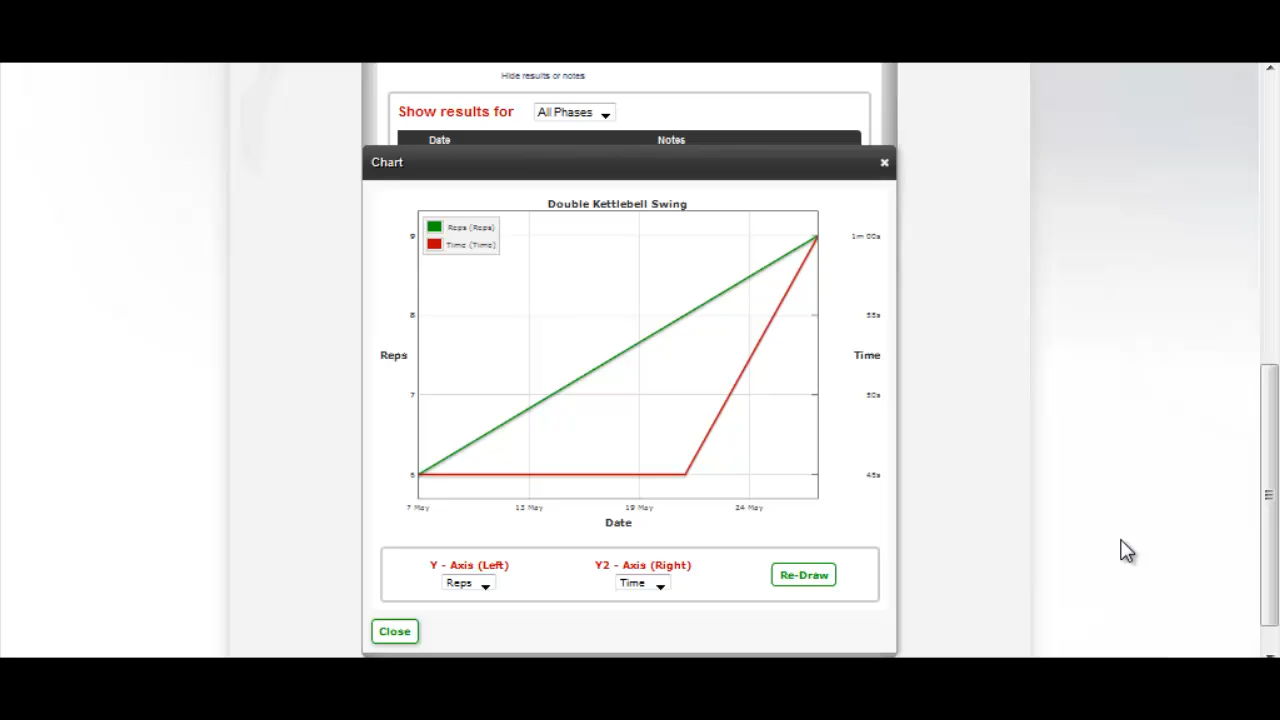 Hide results or notes
Show results for All Phases
Date Notes
Chart
Double Kettlebell Swing
Reps (Reps)
Time (Time)
9 1m 00s
8 55s
Reps Time
7 50s
6 45s
7 May 13 May 19 May 24 May
Date
Y - Axis (Left) Y2 - Axis (Right)
Reps Time Re-Draw
Close